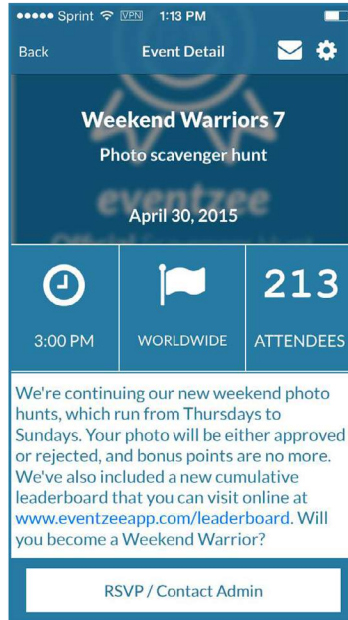 Sprint VPN 1:13 PM
Back Event Detail
Weekend Warriors 7
Photo scavenger hunt
eventzee
April 30, 2015
213
3:00 PM WORLDWIDE ATTENDEES
We're continuing our new weekend photo
hunts, which run from Thursdays to
Sundays. Your photo will be either approved
or rejected, and bonus points are no more.
We've also included a new cumulative
leaderboard that you can visit online at
www.eventzeeapp.com/leaderboard. Will
you become a Weekend Warrior?
RSVP / Contact Admin